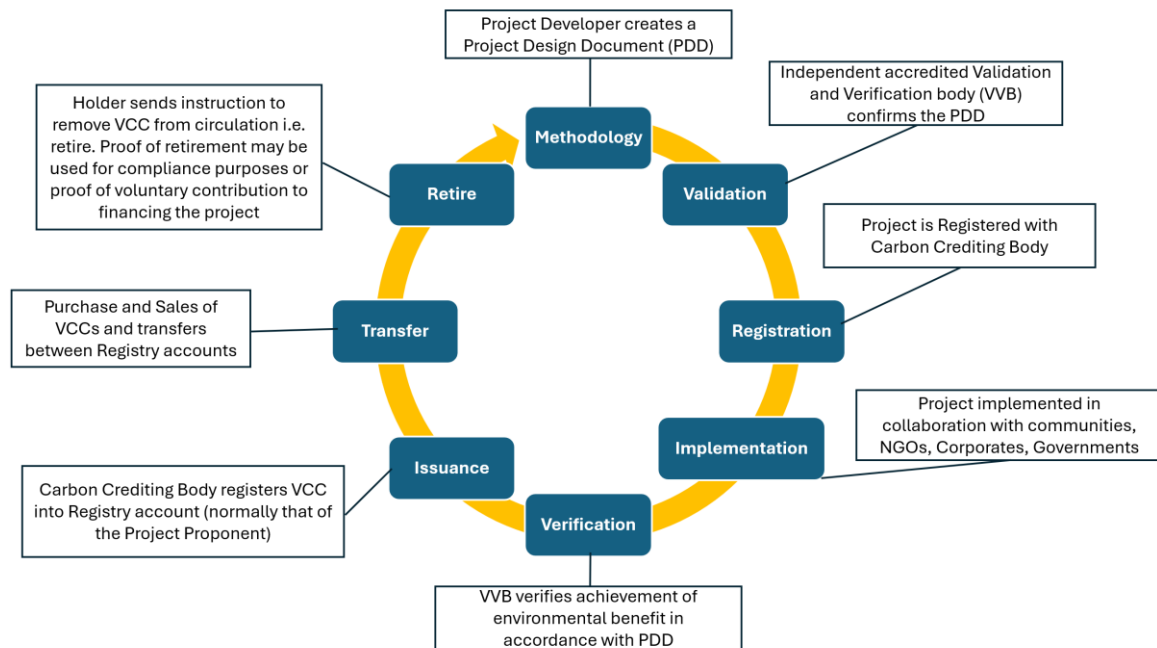 Project Developer creates a
Project Design Document (PDD)
Methodology
Independent accredited Validation
and Verification body (VVB)
confirms the PDD
Validation
Project is Registered with
Carbon Crediting Body
Registration
Project implemented in
collaboration with communities,
NGOs, Corporates, Governments
Implementation
Verification
VVB verifies achievement of
environmental benefit in
accordance with PDD
Issuance
Carbon Crediting Body registers VCC
into Registry account (normally that of
the Project Proponent)
Transfer
Purchase and Sales of
VCCs and transfers
between Registry accounts
Retire
Holder sends instruction to
remove VCC from circulation i.e.
retire. Proof of retirement may be
used for compliance purposes or
proof of voluntary contribution to
financing the project